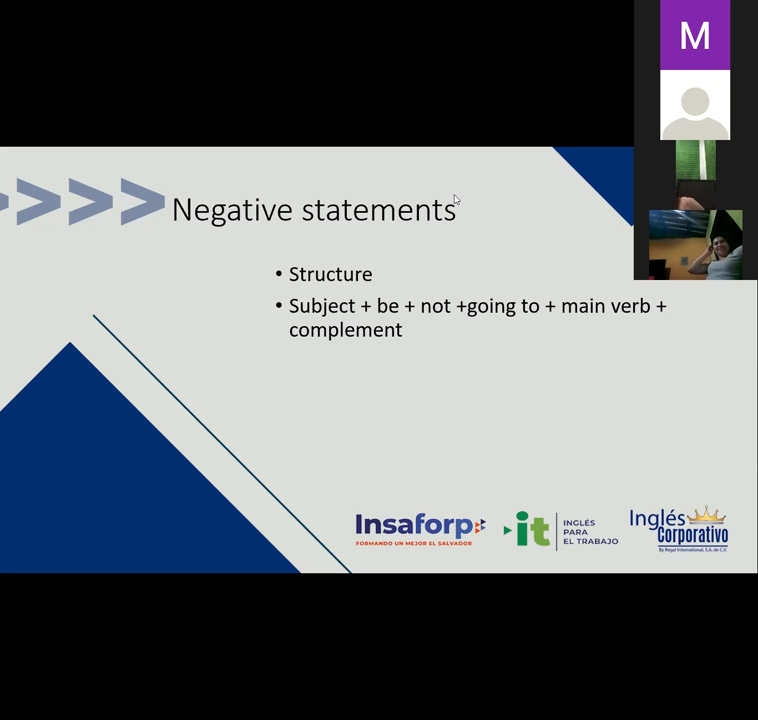 M
>>>> Negative statements
• Structure
• Subject + be + not +going to + main verb +
complement
Insaforp
FORMANDO UN MEJOR EL SALVADOR
it
INGLÉS
PARA
EL TRABAJO
Inglés
Corporativo
By Regal International, S.A. de C.V.